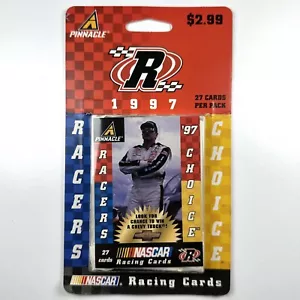 PINNACLE
$2.99
R
1997
27 CARDS
PER PACK
RACERS
CHOICE
PINNACLE
'97
RACERS
CHOICE
LOOK FOR
CHANCE TO WIN
A CHEVY TRUCK!
27
cards
NASCAR
Racing Cards
R
NASCAR Racing Cards